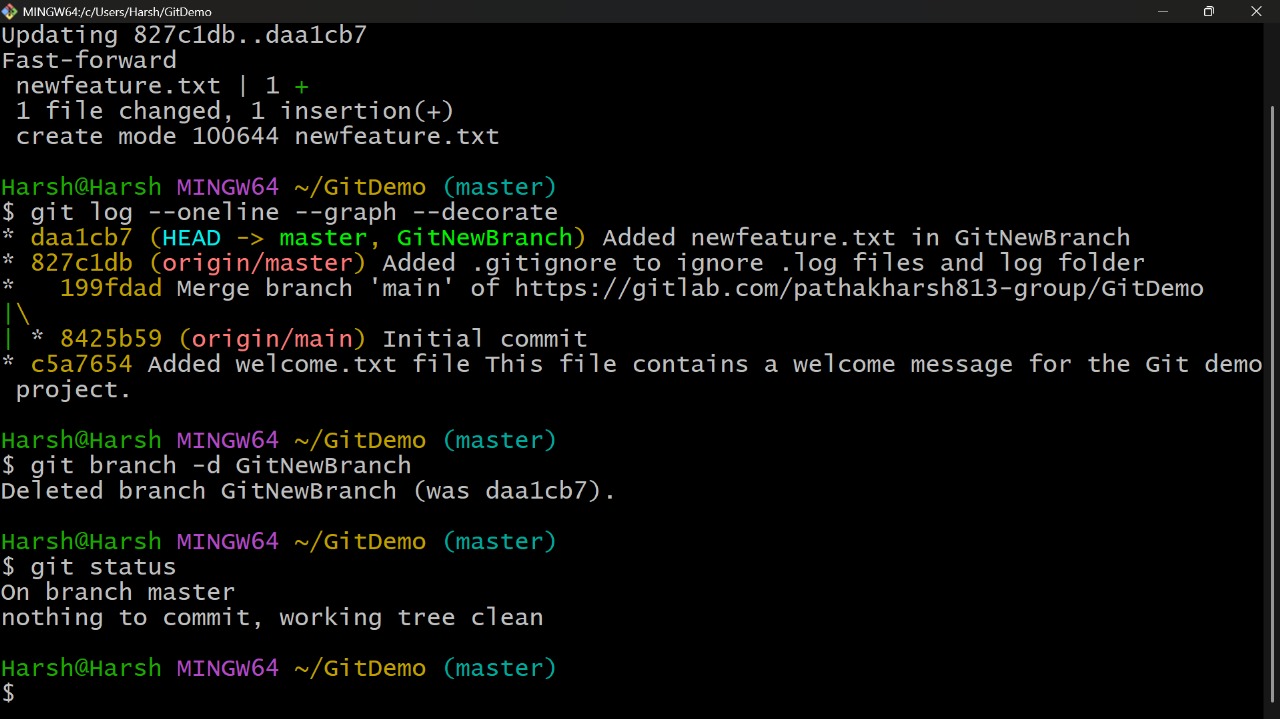 MINGW64:/c/Users/Harsh/GitDemo
Updating 827c1db..daa1cb7
Fast-forward
 newfeature.txt | 1 +
 1 file changed, 1 insertion(+)
 create mode 100644 newfeature.txt
Harsh@Harsh MINGW64 ~/GitDemo (master)
$ git log --oneline --graph --decorate
* daa1cb7 (HEAD -> master, GitNewBranch) Added newfeature.txt in GitNewBranch
* 827c1db (origin/master) Added .gitignore to ignore .log files and log folder
*   199fdad Merge branch 'main' of https://gitlab.com/pathakharsh813-group/GitDemo
|\
| * 8425b59 (origin/main) Initial commit
* c5a7654 Added welcome.txt file This file contains a welcome message for the Git demo
 project.
Harsh@Harsh MINGW64 ~/GitDemo (master)
$ git branch -d GitNewBranch
Deleted branch GitNewBranch (was daa1cb7).
Harsh@Harsh MINGW64 ~/GitDemo (master)
$ git status
On branch master
nothing to commit, working tree clean
Harsh@Harsh MINGW64 ~/GitDemo (master)
$